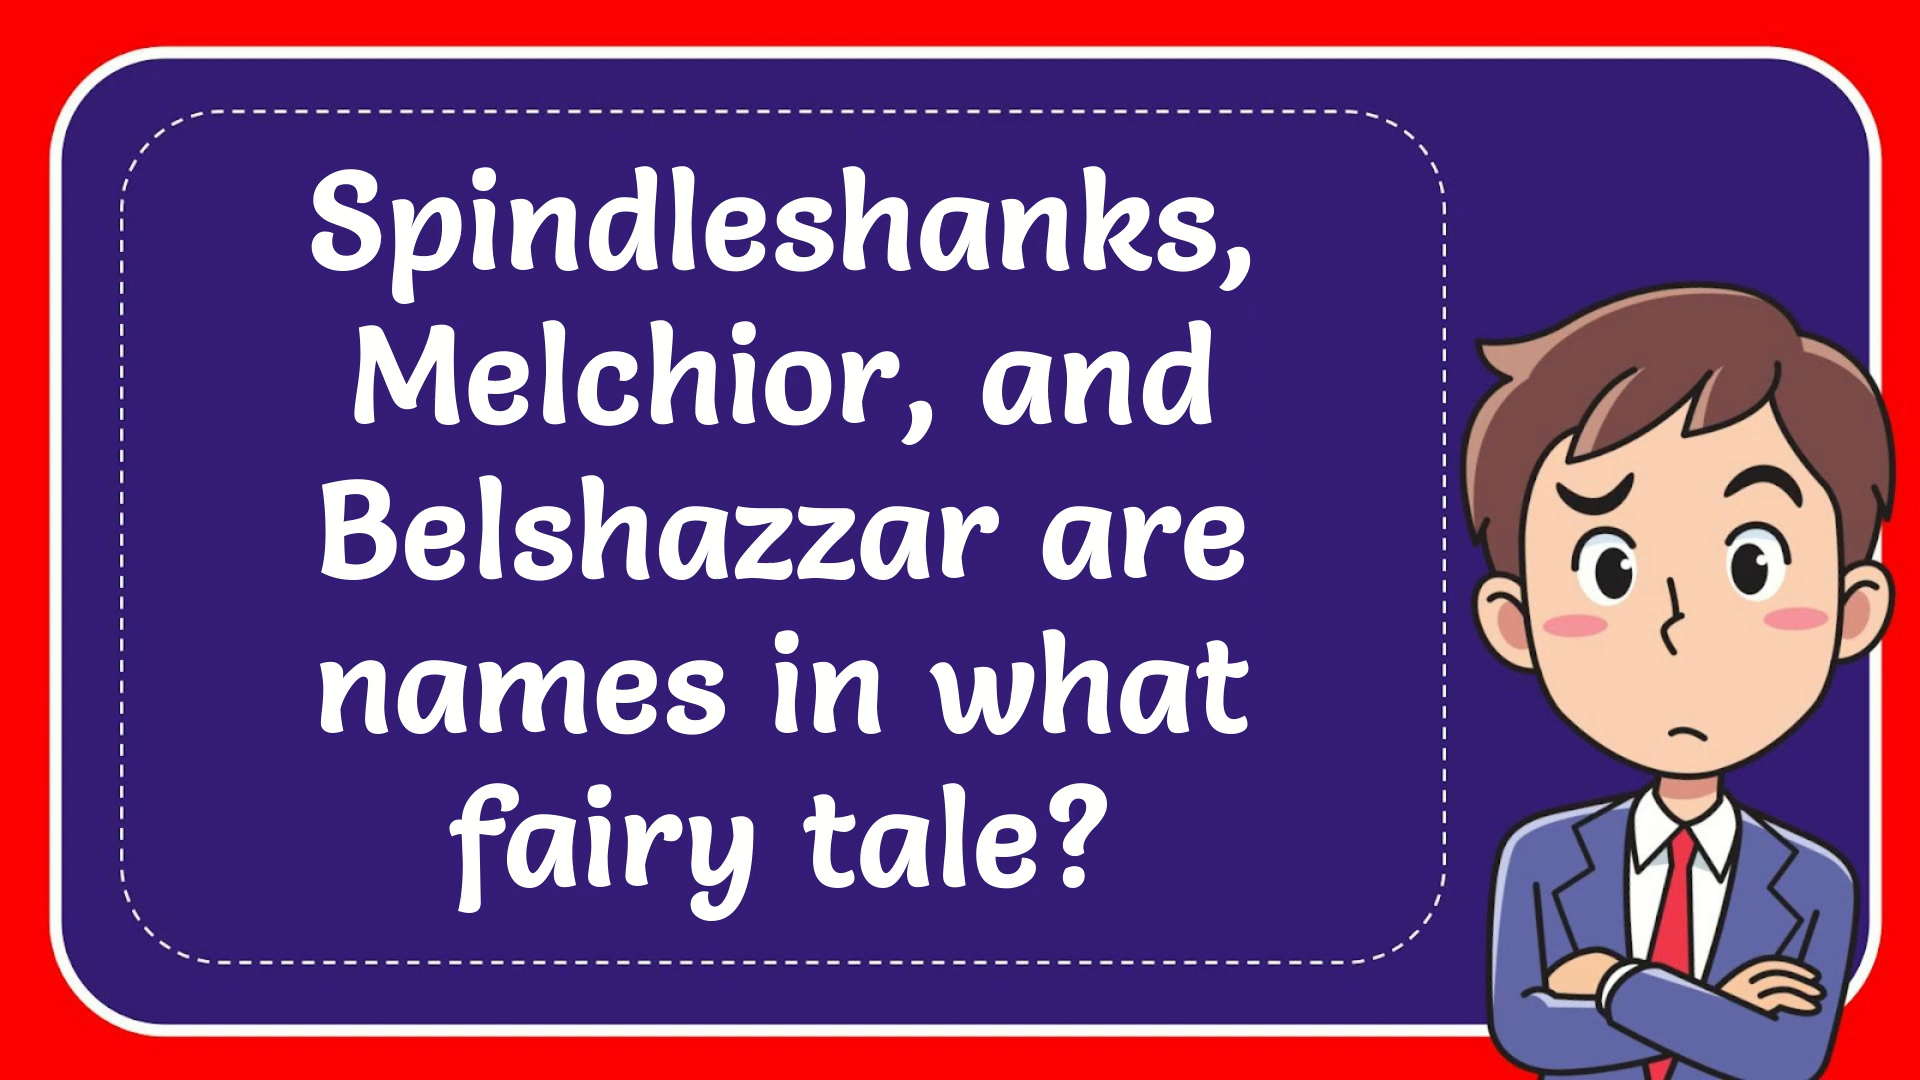 Spindleshanks,
Melchior, and
Belshazzar are
names in what
fairy tale?